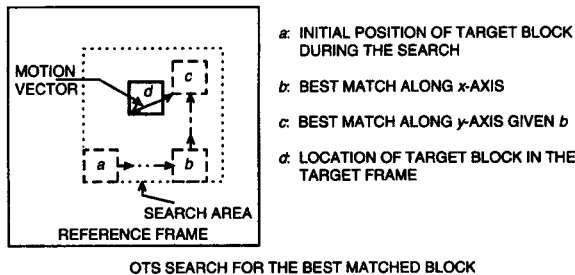 MOTION
VECTOR
d
c
a
b
SEARCH AREA
REFERENCE FRAME
a: INITIAL POSITION OF TARGET BLOCK
DURING THE SEARCH
b: BEST MATCH ALONG x-AXIS
c: BEST MATCH ALONG y-AXIS GIVEN b
d: LOCATION OF TARGET BLOCK IN THE
TARGET FRAME
OTS SEARCH FOR THE BEST MATCHED BLOCK